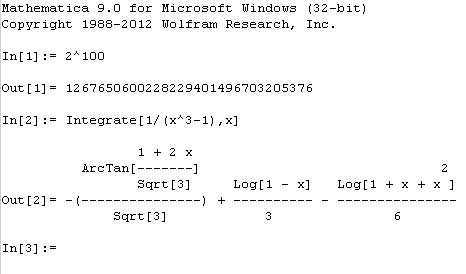 Mathematica 9.0 for Microsoft Windows (32-bit)
Copyright 1988-2012 Wolfram Research, Inc.
In[1]:= 2^100
Out[1]= 1267650600228229401496703205376
In[2]:= Integrate[1/(x^3-1),x]
                   1 + 2 x
            ArcTan[-------]                                2
                   Sqrt[3]        Log[1 - x]   Log[1 + x + x ]
Out[2]= -(---------------) + ---------- - ---------------
               Sqrt[3]            3               6
In[3]:=